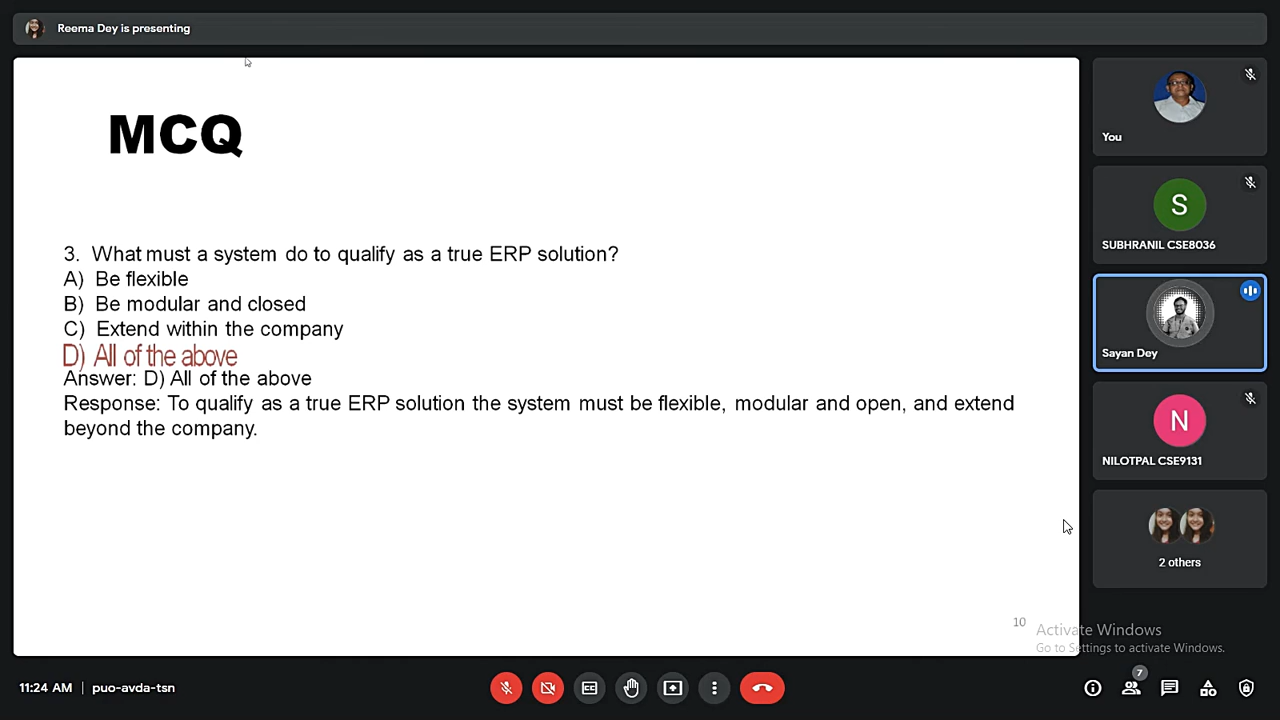 Reema Dey is presenting
MCQ
3. What must a system do to qualify as a true ERP solution?
A) Be flexible
B) Be modular and closed
C) Extend within the company
D) All of the above
Answer: D) All of the above
Response: To qualify as a true ERP solution the system must be flexible, modular and open, and extend
beyond the company.
10
You
S
SUBHRANIL CSE8036
Sayan Dey
N
NILOTPAL CSE9131
2 others
Activate Windows
Go to Settings to activate Windows.
11:24 AM | puo-avda-tsn
7